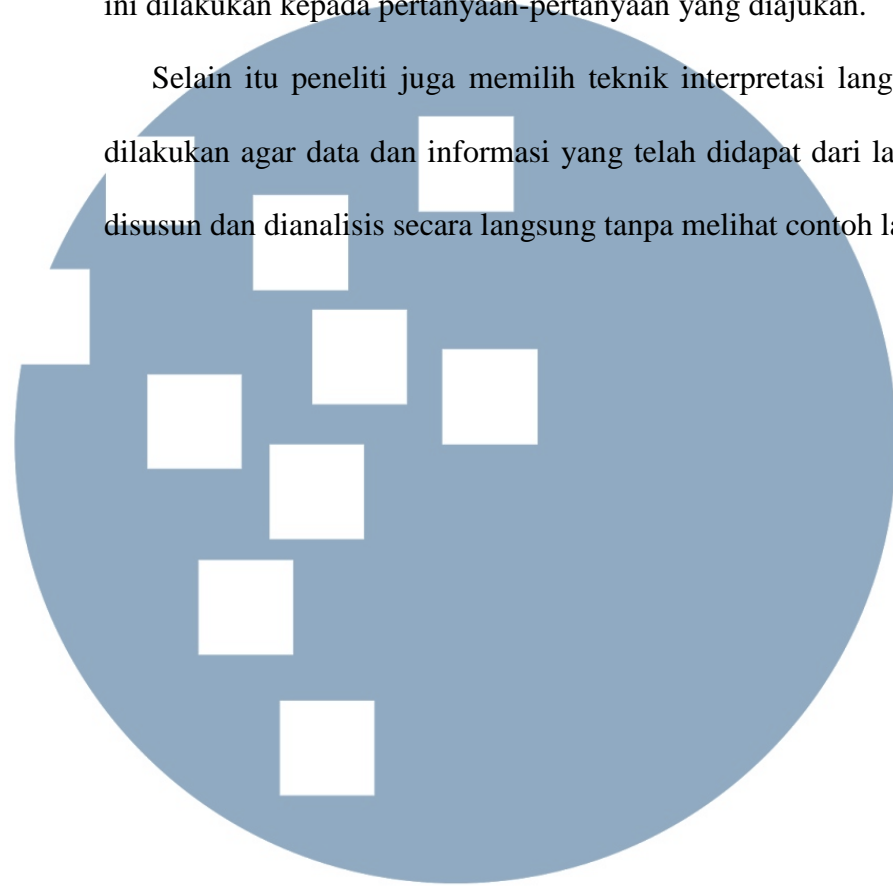 ini dilakukan kepada pertanyaan-pertanyaan yang diajukan.
Selain itu peneliti juga memilih teknik interpretasi
dilakukan agar data dan informasi yang telah didapat dari
disusun dan dianalisis secara langsung tanpa melihat contoh